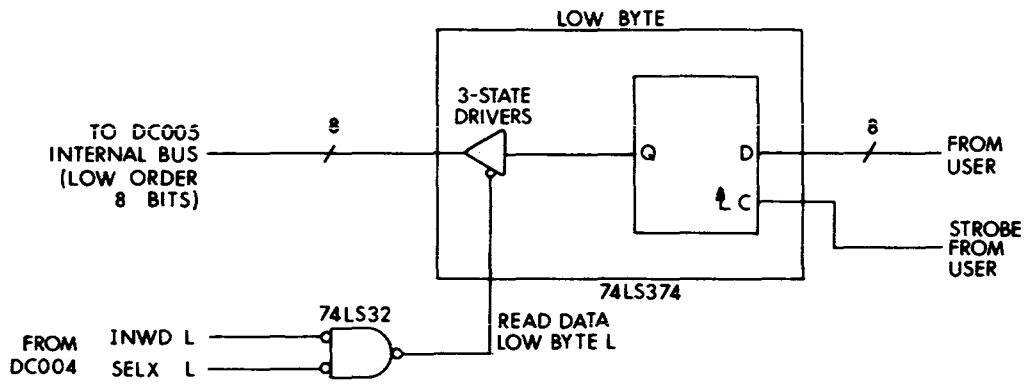 LOW BYTE
3-STATE
DRIVERS
8
TO DC005
INTERNAL BUS
(LOW ORDER
8 BITS)
Q
D
C
8
FROM
USER
STROBE
FROM
USER
74LS374
74LS32
READ DATA
LOW BYTE L
FROM
DC004
INWD L
SELX L